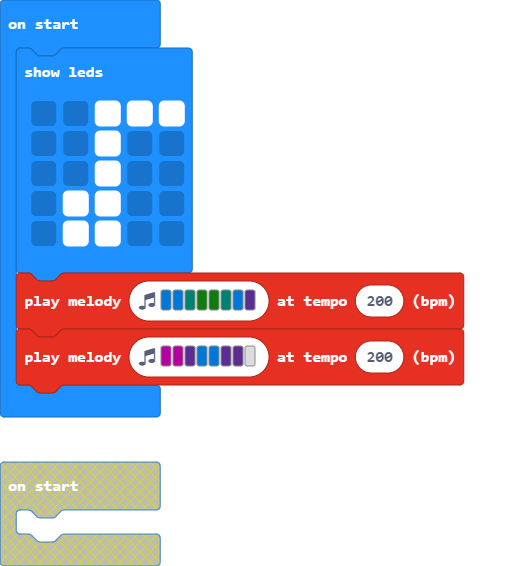 on start
show leds
play melody at tempo 200 (bpm)
play melody at tempo 200 (bpm)
on start